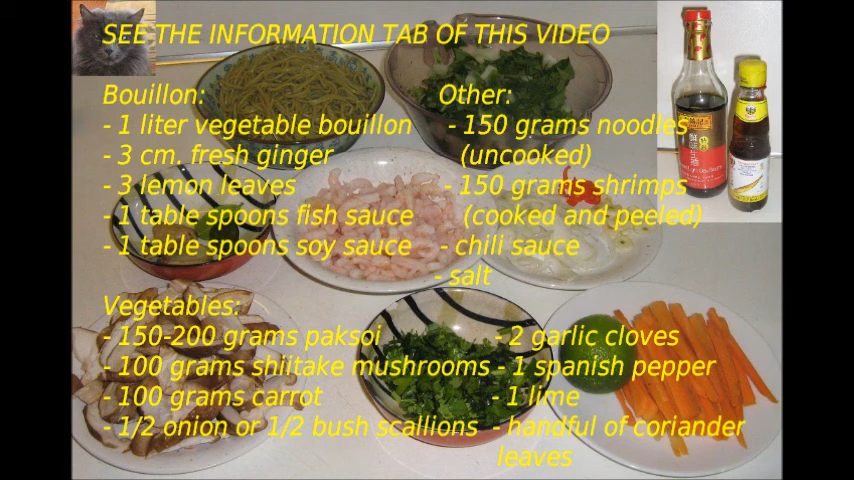 SEE THE INFORMATION TAB OF THIS VIDEO
Bouillon:
- 1 liter vegetable bouillon
- 3 cm. fresh ginger
- 3 lemon leaves
- 1 table spoons fish sauce
- 1 table spoons soy sauce
Other:
- 150 grams noodles
(uncooked)
- 150 grams shrimps
(cooked and peeled)
- chili sauce
- salt
Vegetables:
- 150-200 grams paksoi
- 100 grams shiitake mushrooms
- 100 grams carrot
- 1/2 onion or 1/2 bush scallions
- 2 garlic cloves
- 1 spanish pepper
- 1 lime
- handful of coriander
leaves